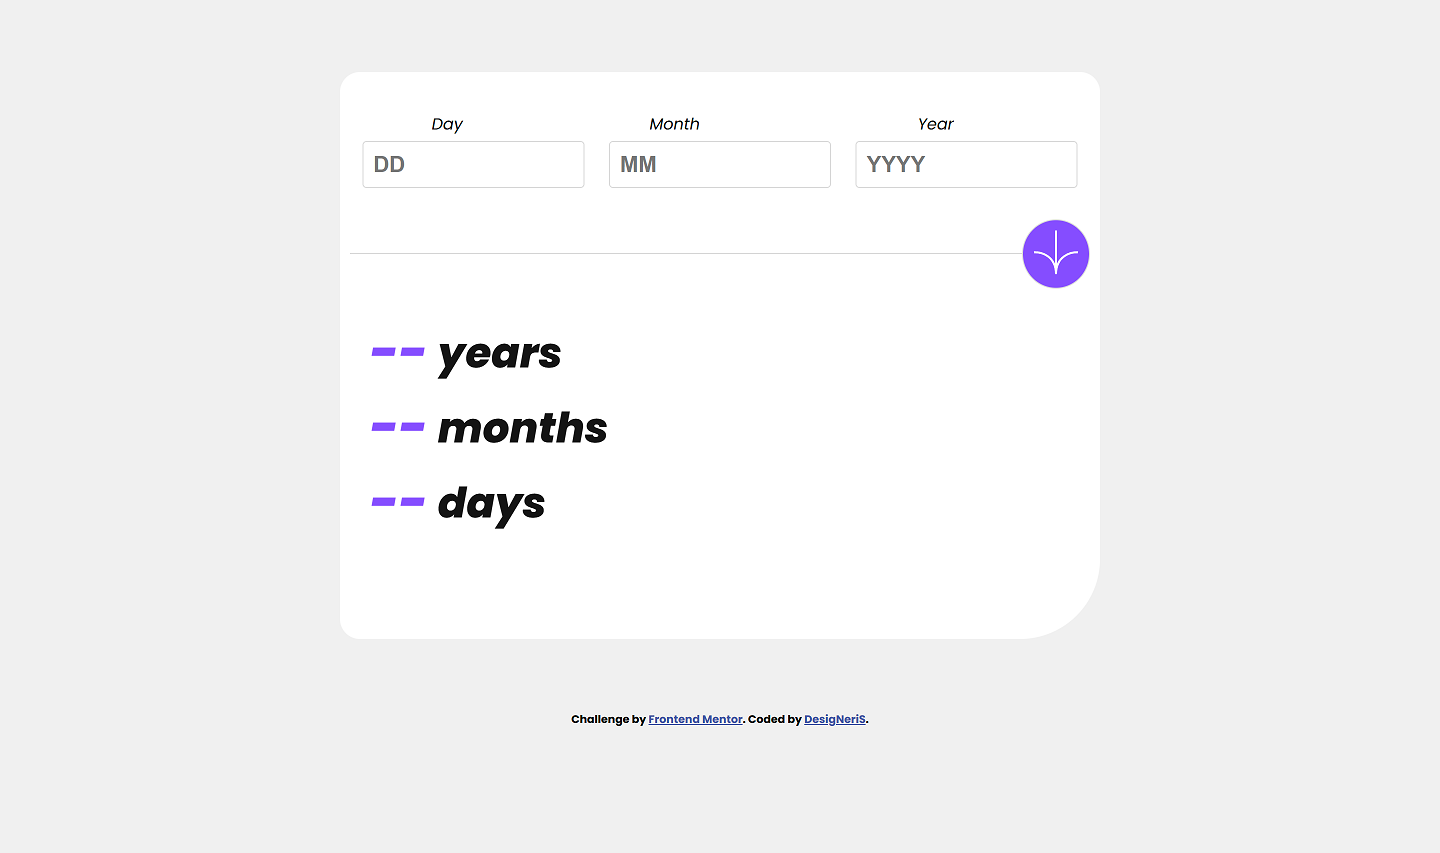 Day Month Year
DD MM YYYY
-- years
-- months
-- days
Challenge by Frontend Mentor. Coded by DesigNeriS.